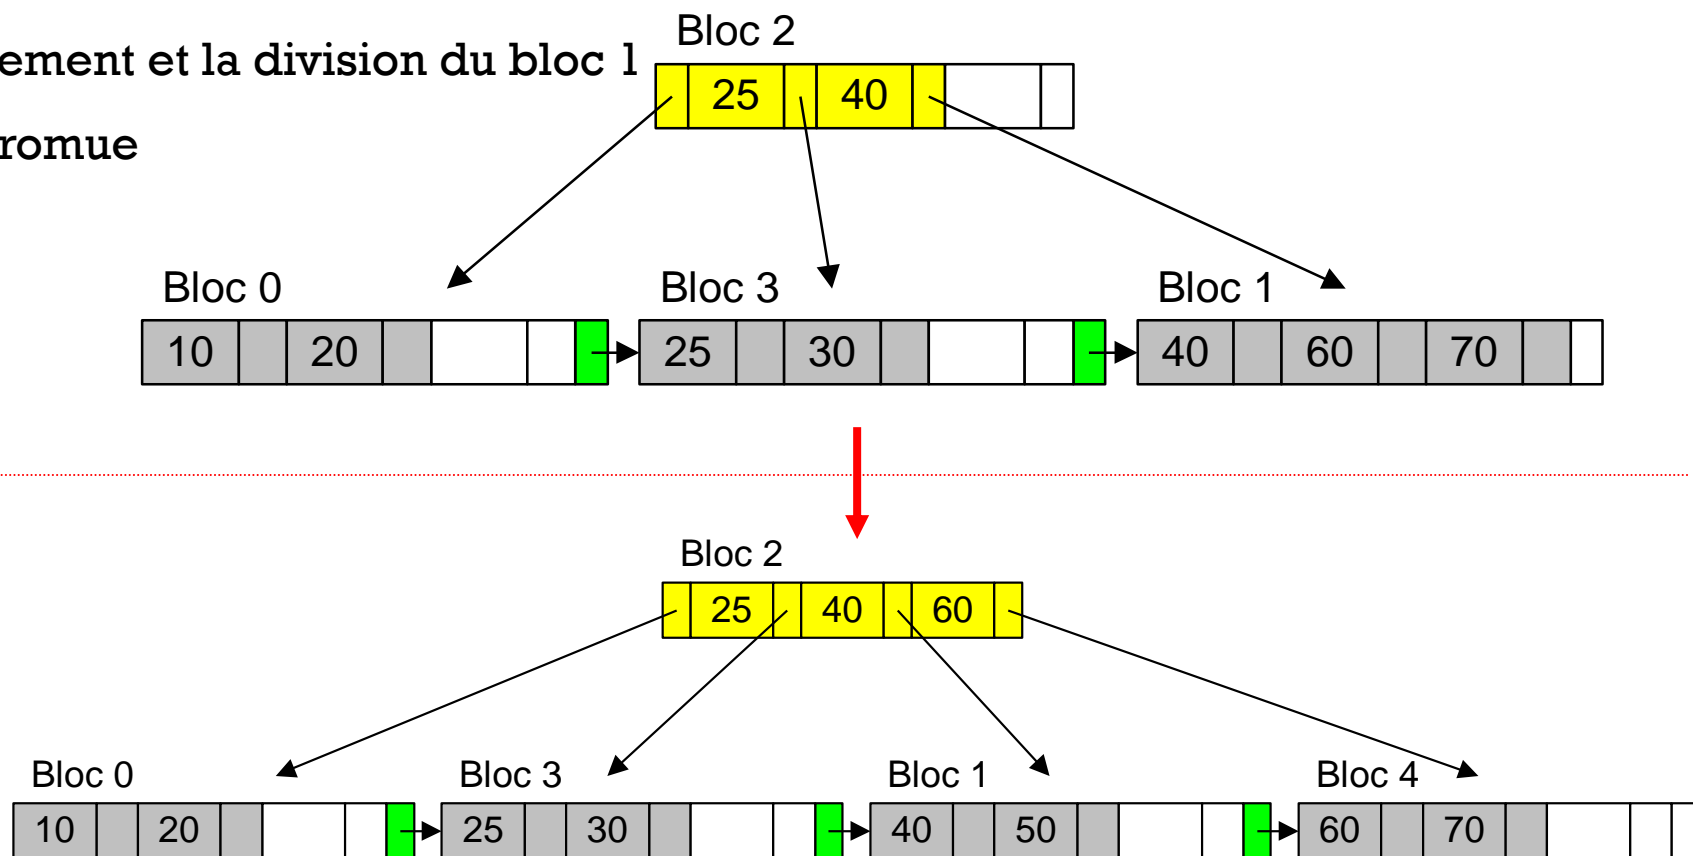 Bloc 2
ement et la division du bloc 1
romue
25 40
Bloc 0 Bloc 3 Bloc 1
10 20 25 30 40 60 70
Bloc 2
25 40 60
Bloc 0 Bloc 3 Bloc 1 Bloc 4
10 20 25 30 40 50 60 70